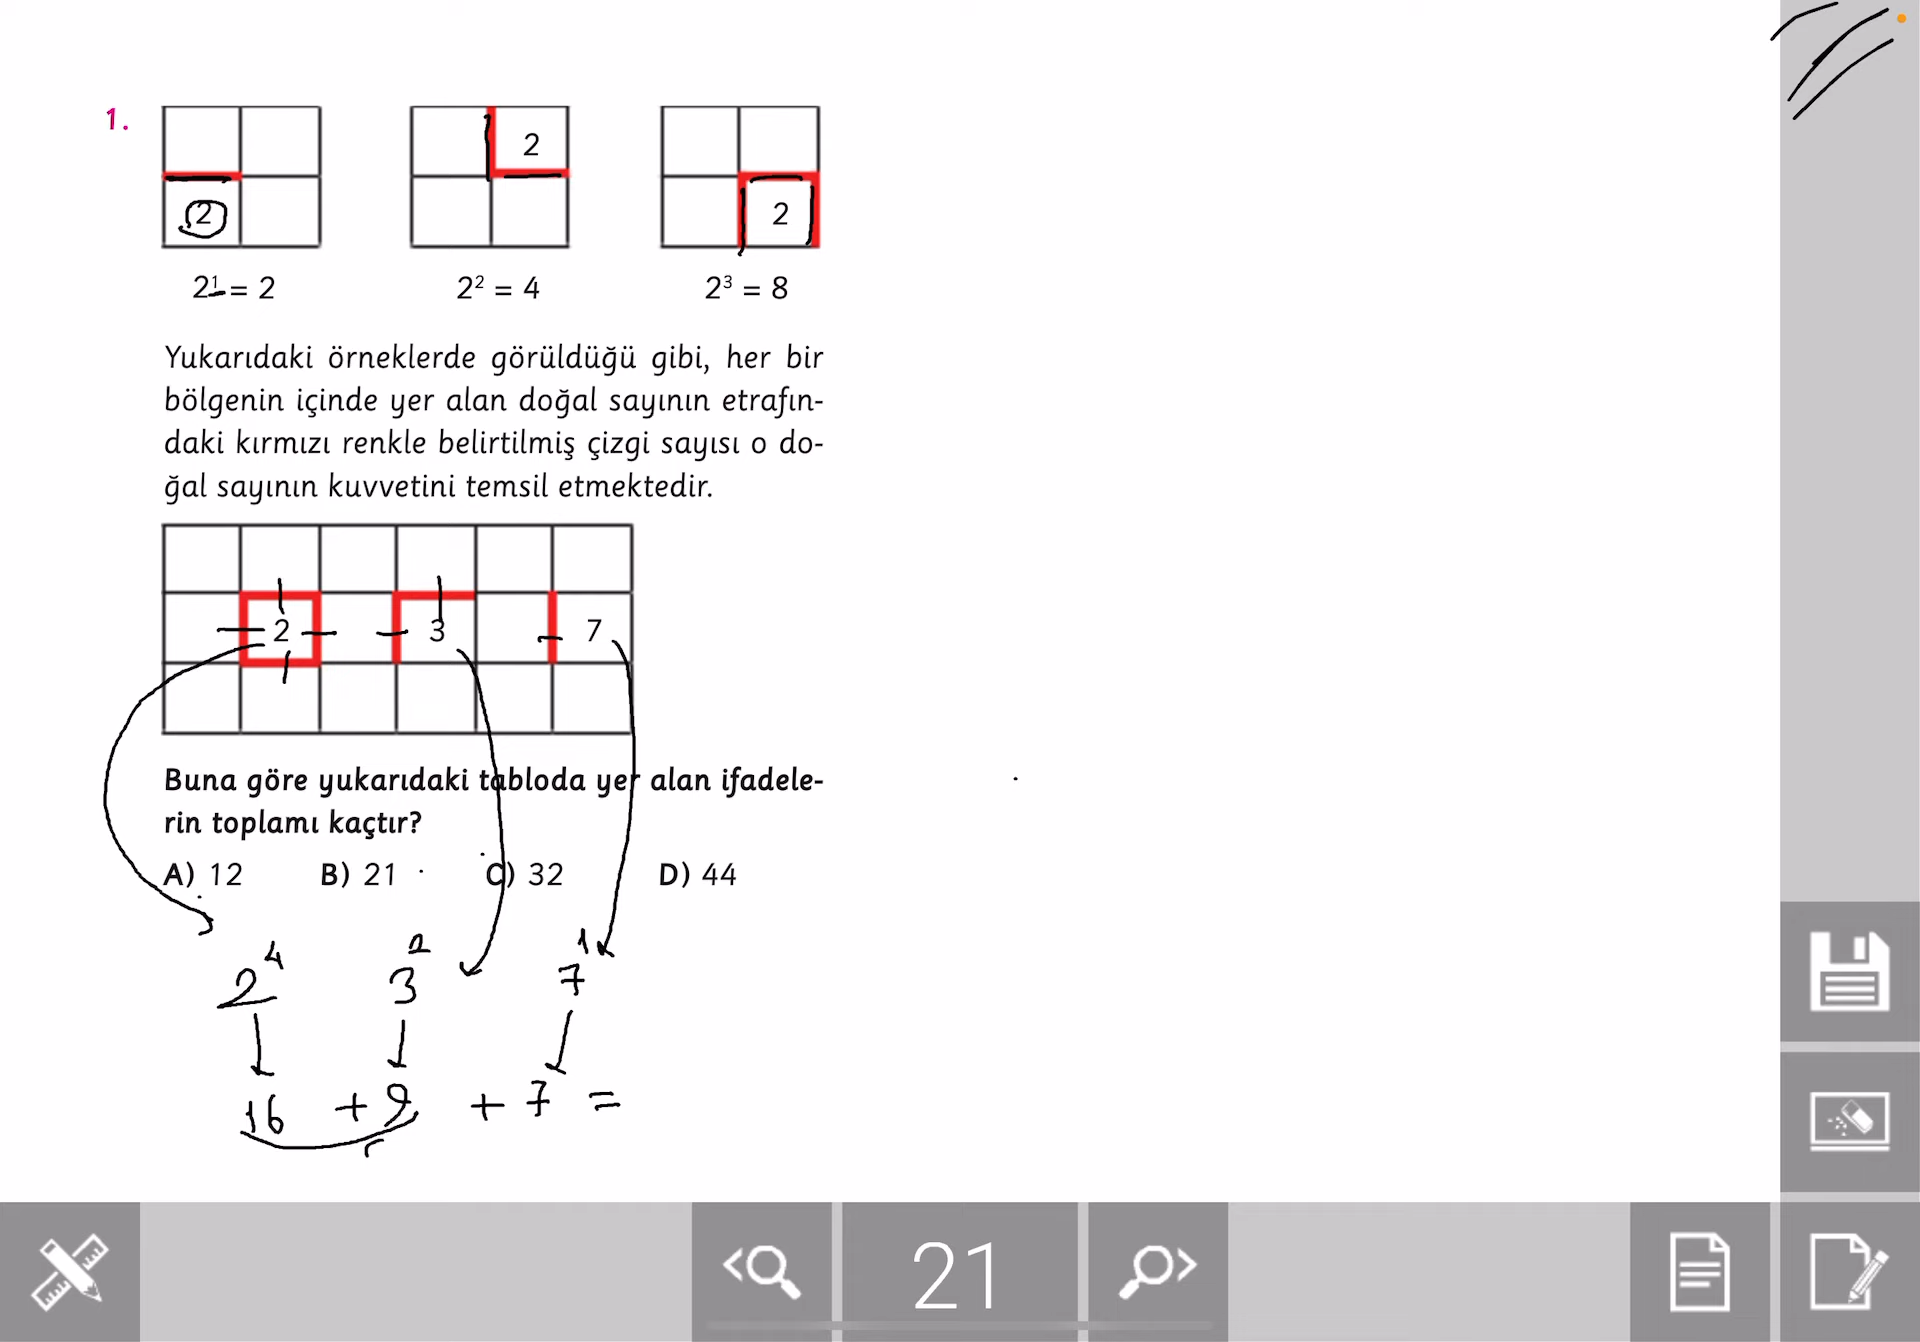 1.
2 2 2
2¹ = 2 2² = 4 2³ = 8
Yukarıdaki örneklerde görüldüğü gibi, her bir
bölgenin içinde yer alan doğal sayının etrafın-
daki kırmızı renkle belirtilmiş çizgi sayısı o do-
ğal sayının kuvvetini temsil etmektedir.
2 3 7
Buna göre yukarıdaki tabloda yer alan ifadele-
rin toplamı kaçtır?
A) 12 B) 21 C) 32 D) 44
2⁴ 3² 7¹
16 + 9 + 7 =
21